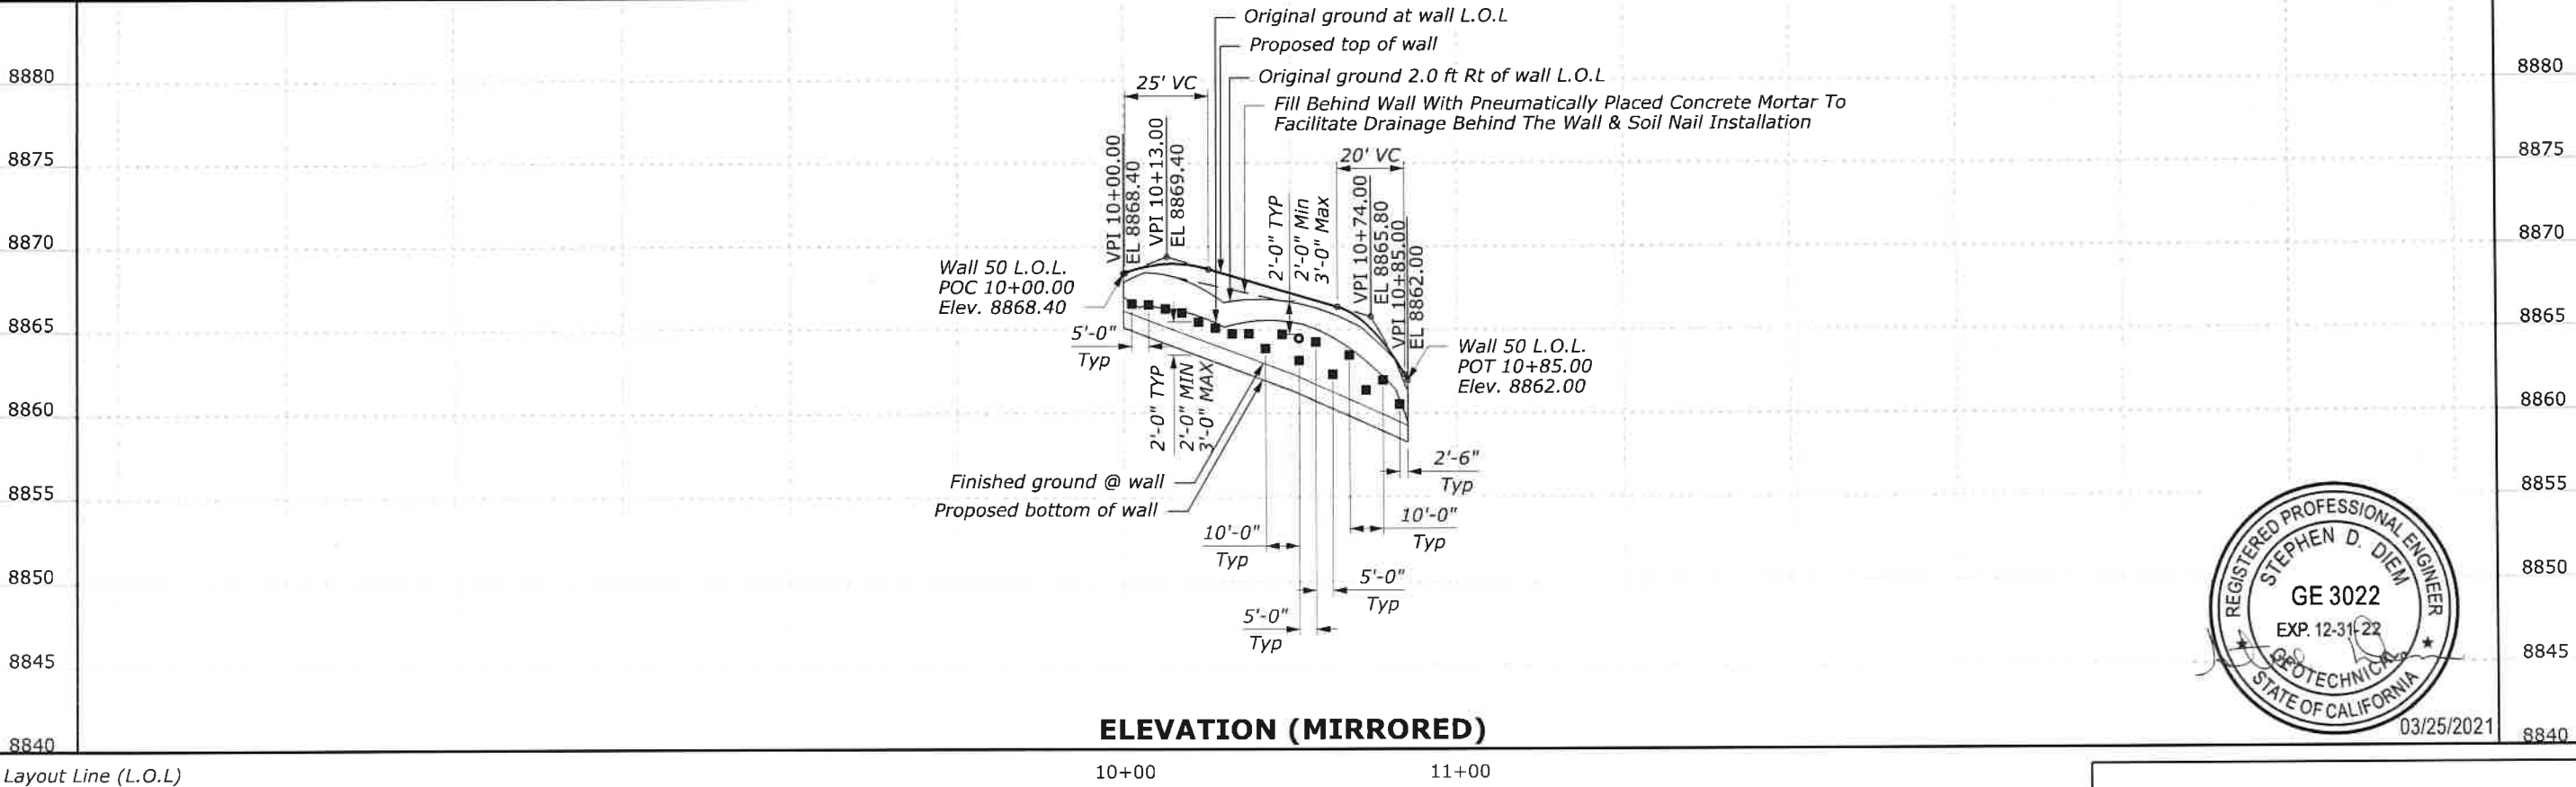 Original ground at wall L.O.L
Proposed top of wall
Original ground 2.0 ft Rt of wall L.O.L
Fill Behind Wall With Pneumatically Placed Concrete Mortar To
Facilitate Drainage Behind The Wall & Soil Nail Installation
25' VC
20' VC
VPI 10+00.00
EL 8868.40
VPI 10+13.00
EL 8869.40
2'-0" TYP
2'-0" Min
3'-0" Max
VPI 10+74.00
EL 8865.80
VPI 10+85.00
EL 8862.00
Wall 50 L.O.L.
POC 10+00.00
Elev. 8868.40
5'-0"
Typ
Wall 50 L.O.L.
POT 10+85.00
Elev. 8862.00
2'-0" TYP
2'-0" MIN
3'-0" MAX
2'-6"
Typ
Finished ground @ wall
Proposed bottom of wall
10'-0"
Typ
10'-0"
Typ
5'-0"
Typ
5'-0"
Typ
8880
8875
8870
8865
8860
8855
8850
8845
8840
8880
8875
8870
8865
8860
8855
8850
8845
8840
REGISTERED PROFESSIONAL ENGINEER
STEPHEN D. DIEM
GE 3022
EXP. 12-31-22
GEOTECHNICAL
STATE OF CALIFORNIA
03/25/2021
ELEVATION (MIRRORED)
Layout Line (L.O.L)
10+00
11+00